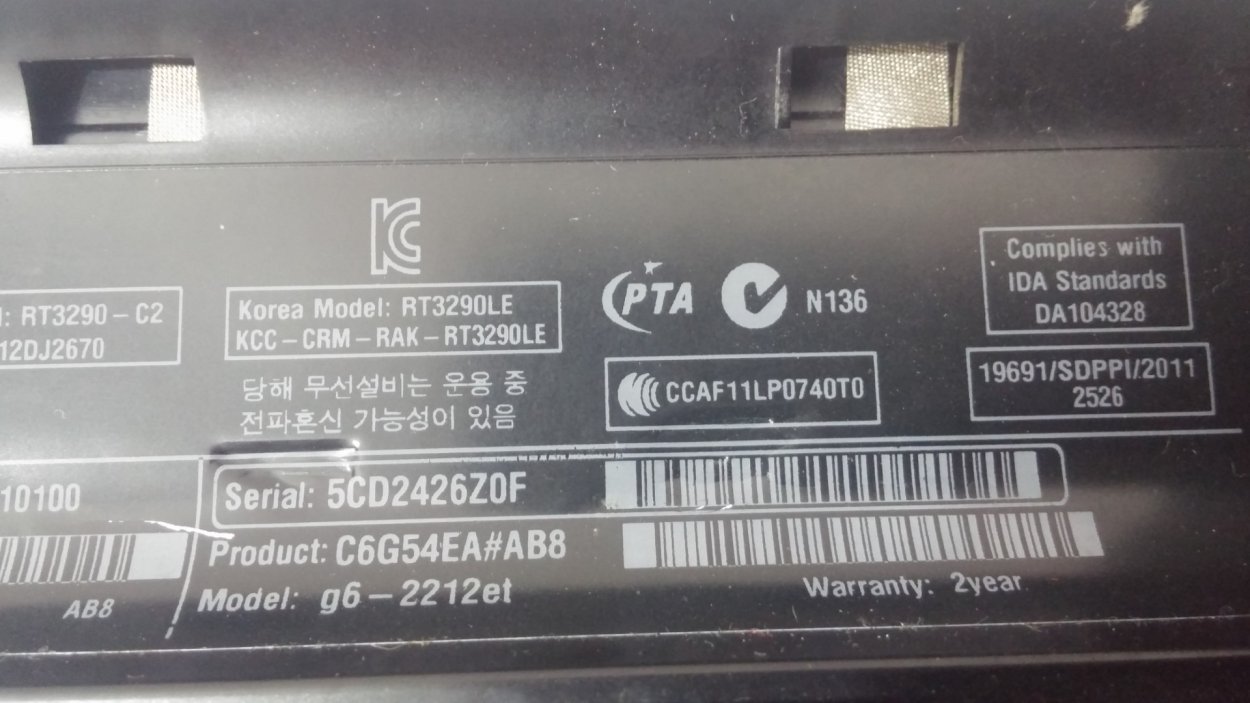 : RT3290 – C2
12DJ2670
Korea Model: RT3290LE
KCC – CRM – RAK – RT3290LE
당해 무선설비는 운용 중
전파혼신 가능성이 있음
PTA
N136
CCAF11LP0740T0
Complies with
IDA Standards
DA104328
19691/SDPPI/2011
2526
10100
AB8
Serial: 5CD2426Z0F
Product: C6G54EA#AB8
Model: g6 – 2212et
Warranty: 2year